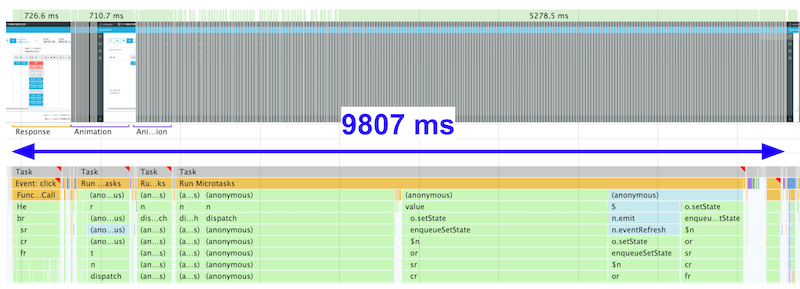 726.6 ms 710.7 ms 5278.5 ms
9807 ms
Response Animation Ani...ion
Task Task Task Task
Event: click Run ...asks Ru...ks Run Microtasks
Func...Call (ano...us) (a...s) (a...s) (anonymous) (anonymous) (anonymous)
He r n n n value S o.setState
br (ano...us) dis...ch di...h dispatch o.setState n.emit enqueu...tState
sr (ano...us) (an...s) (a...s) (anonymous) enqueueSetState n.eventRefresh $n
cr (ano...us) (an...s) (a...s) (anonymous) $n o.setState or
fr t (an...s) (a...s) (anonymous) or enqueueSetState sr
n (an...s) (a...s) (anonymous) sr $n cr
dispatch (an...s) (a...s) (anonymous) cr or fr